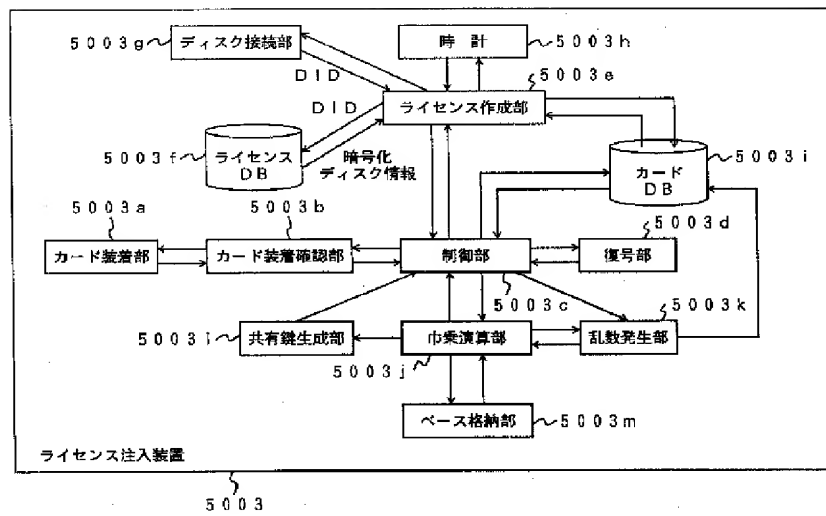 5003g
ディスク接続部
時計
5003h
DID
5003e
DID
ライセンス作成部
5003f
ライセンス
DB
暗号化
ディスク情報
カード
DB
5003i
5003a
5003b
5003d
カード装着部
カード装着確認部
制御部
復号部
5003c
5003k
5003l
共有鍵生成部
巾乗演算部
乱数発生部
5003j
ベース格納部
5003m
ライセンス注入装置
5003